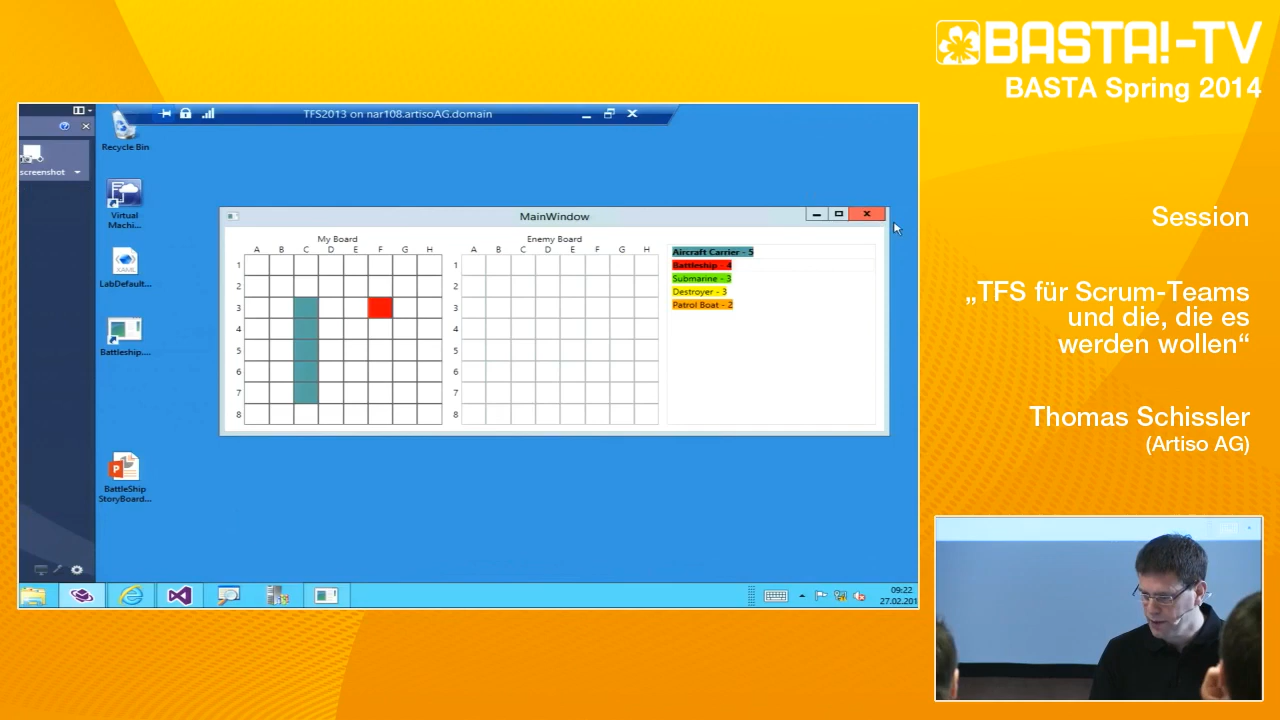 BASTA!-TV
BASTA Spring 2014
Session
„TFS für Scrum-Teams
und die, die es
werden wollen“
Thomas Schissler
(Artiso AG)
TFS2013 on nar108.artisoAG.domain
screenshot
Recycle Bin
Virtual
Machi...
LabDefault...
Battleship....
BattleShip
StoryBoard...
MainWindow
My Board
A B C D E F G H
1
2
3
4
5
6
7
8
Enemy Board
A B C D E F G H
1
2
3
4
5
6
7
8
Aircraft Carrier - 5
Battleship - 4
Submarine - 3
Destroyer - 3
Patrol Boat - 2
09:22
27.02.201